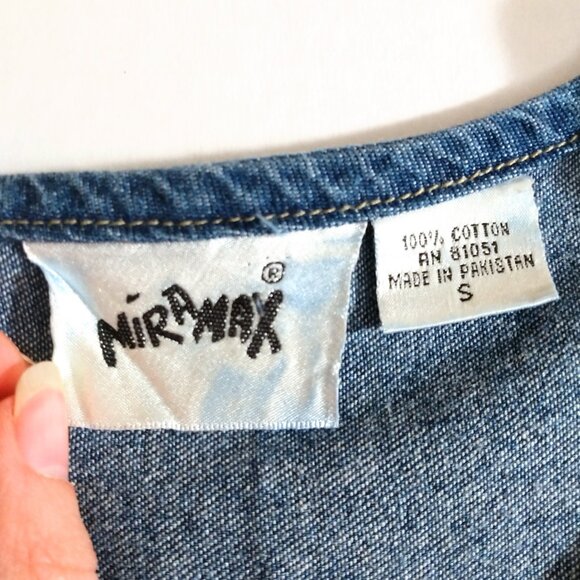 MIRAMAX ®
100% COTTON
RN 81051
MADE IN PAKISTAN
S